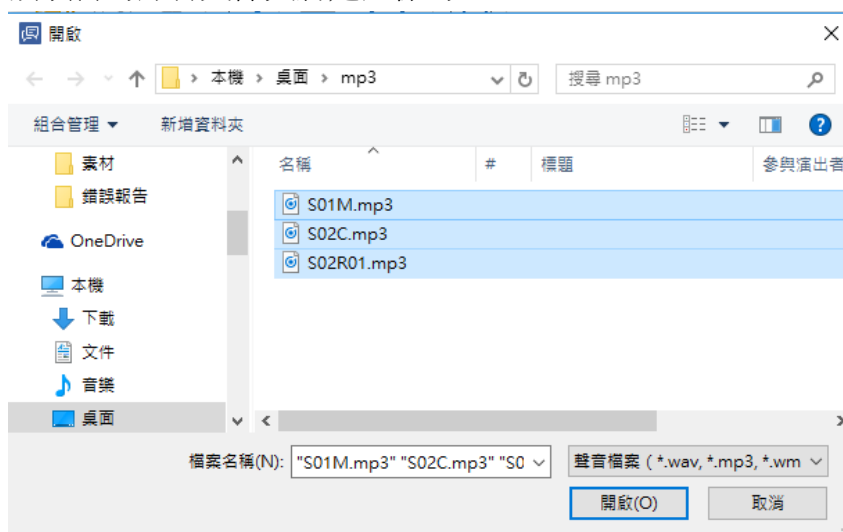 開啟
本機 › 桌面 › mp3
搜尋 mp3
組合管理
新增資料夾
名稱
#
標題
參與演出者
素材
錯誤報告
OneDrive
本機
下載
文件
音樂
桌面
S01M.mp3
S02C.mp3
S02R01.mp3
檔案名稱(N): "S01M.mp3" "S02C.mp3" "S0
聲音檔案 ( *.wav, *.mp3, *.wm
開啟(O)
取消